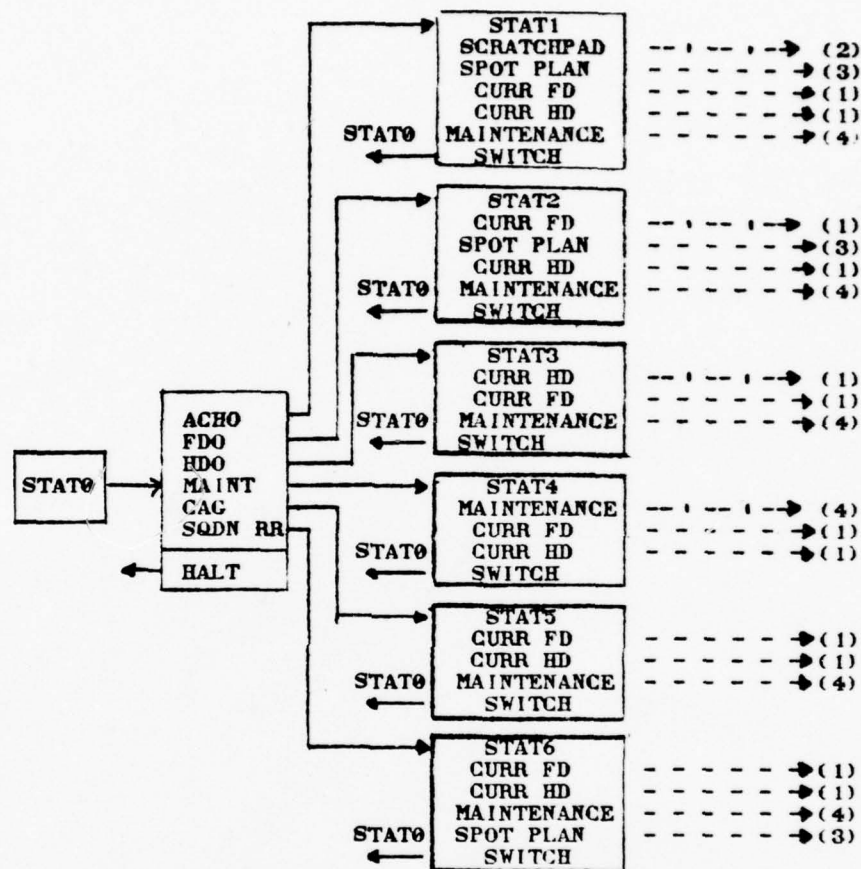 STAT1
SCRATCHPAD (2)
SPOT PLAN (3)
CURR FD (1)
CURR HD (1)
STAT0 MAINTENANCE (4)
SWITCH
STAT2
CURR FD (1)
SPOT PLAN (3)
CURR HD (1)
STAT0 MAINTENANCE (4)
SWITCH
STAT3
CURR HD (1)
CURR FD (1)
STAT0 MAINTENANCE (4)
SWITCH
STAT0
ACHO
FDO
HDO
MAINT
CAG
SQDN RR
HALT
STAT4
MAINTENANCE (4)
CURR FD (1)
CURR HD (1)
STAT0 SWITCH
STAT5
CURR FD (1)
CURR HD (1)
STAT0 MAINTENANCE (4)
SWITCH
STAT6
CURR FD (1)
CURR HD (1)
MAINTENANCE (4)
STAT0 SPOT PLAN (3)
SWITCH